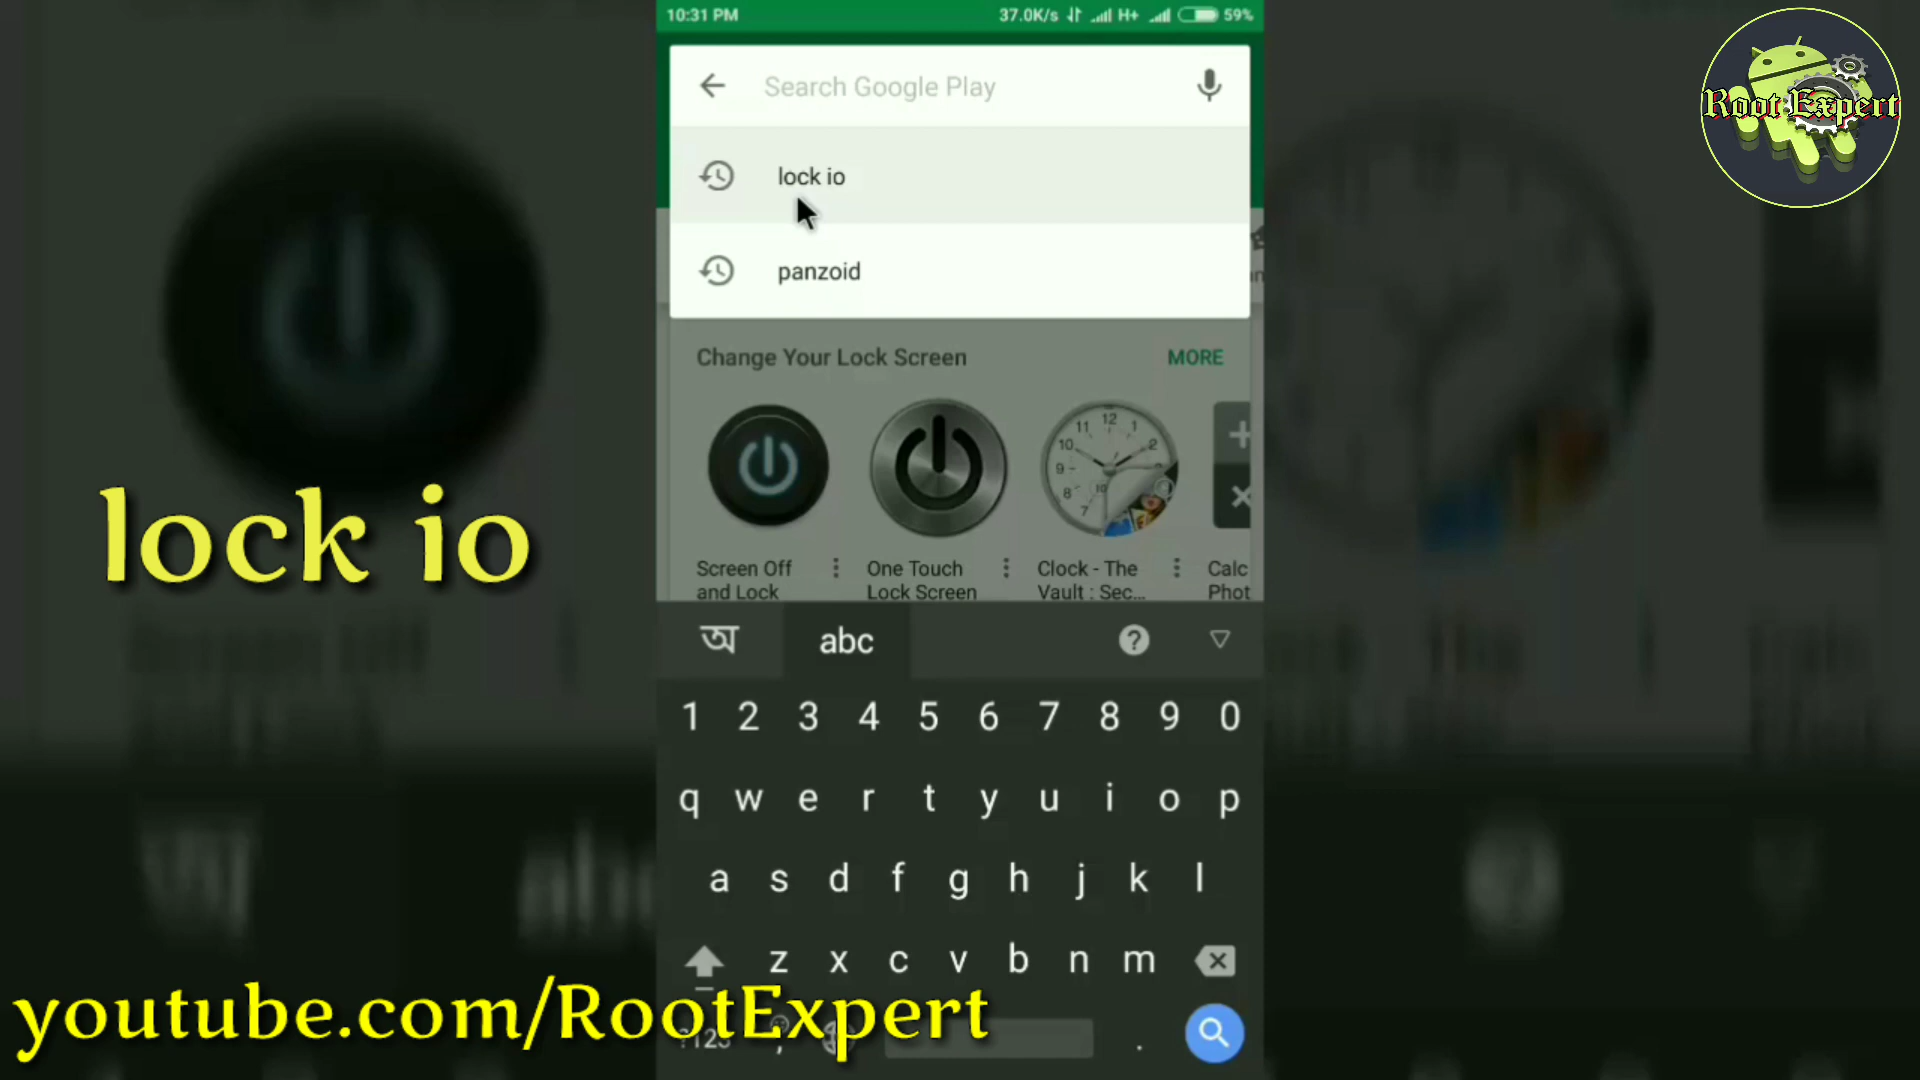 10:31 PM
37.0K/s H+ 59%
Search Google Play
Root Expert
lock io
panzoid
Change Your Lock Screen
MORE
Screen Off
and Lock
One Touch
Lock Screen
Clock - The
Vault : Sec...
Calc
Phot
lock io
অ
abc
1 2 3 4 5 6 7 8 9 0
q w e r t y u i o p
a s d f g h j k l
z x c v b n m
youtube.com/RootExpert
?123 , .